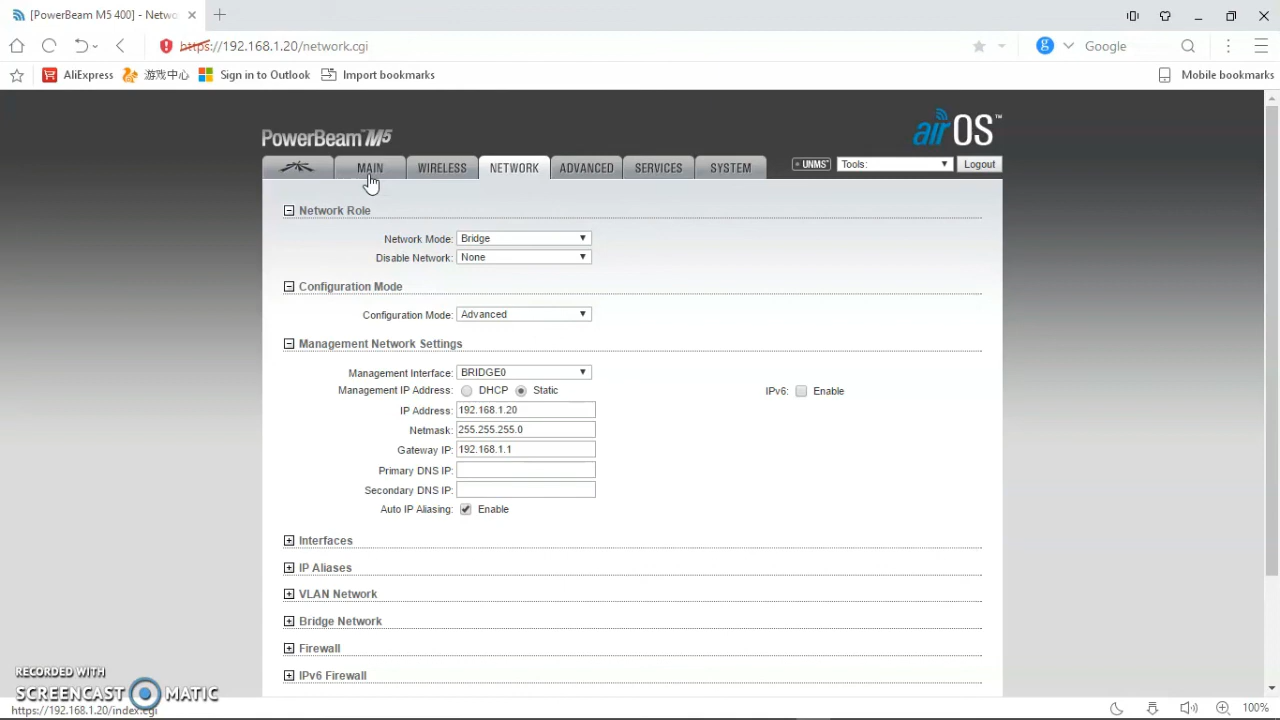 [PowerBeam M5 400] - Netwo
https://192.168.1.20/network.cgi
Google
AliExpress 游戏中心 Sign in to Outlook Import bookmarks Mobile bookmarks
PowerBeam™M5
airOS™
MAIN WIRELESS NETWORK ADVANCED SERVICES SYSTEM UNMS Tools: Logout
Network Role
Network Mode: Bridge
Disable Network: None
Configuration Mode
Configuration Mode: Advanced
Management Network Settings
Management Interface: BRIDGE0
Management IP Address: DHCP Static IPv6: Enable
IP Address: 192.168.1.20
Netmask: 255.255.255.0
Gateway IP: 192.168.1.1
Primary DNS IP:
Secondary DNS IP:
Auto IP Aliasing: Enable
Interfaces
IP Aliases
VLAN Network
Bridge Network
Firewall
IPv6 Firewall
RECORDED WITH
SCREENCAST MATIC
https://192.168.1.20/index.cgi
100%